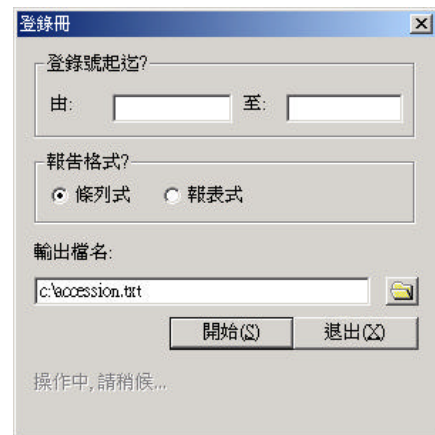 登錄冊
登錄號起迄?
由: 至:
報告格式?
條列式 報表式
輸出檔名:
c:\accession.txt
開始(S) 退出(X)
操作中,請稍候...